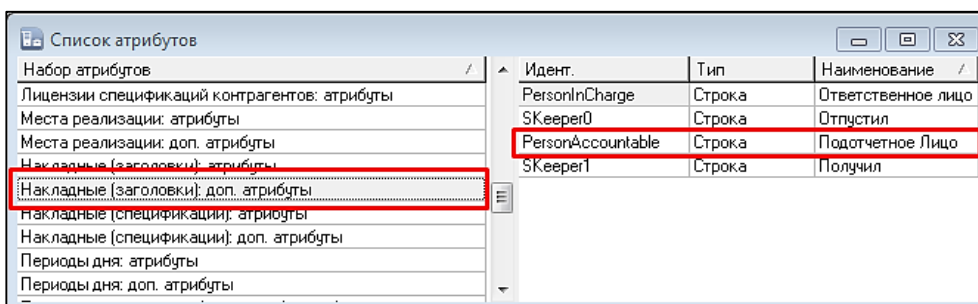 Список атрибутов
Набор атрибутов
Лицензии спецификаций контрагентов: атрибуты
Места реализации: атрибуты
Места реализации: доп. атрибуты
Накладные (заголовки): атрибуты
Накладные (заголовки): доп. атрибуты
Накладные (спецификации): атрибуты
Накладные (спецификации): доп. атрибуты
Периоды дня: атрибуты
Периоды дня: доп. атрибуты
Идент. Тип Наименование
PersonInCharge Строка Ответственное лицо
SKeeper0 Строка Отпустил
PersonAccountable Строка Подотчетное Лицо
SKeeper1 Строка Получил